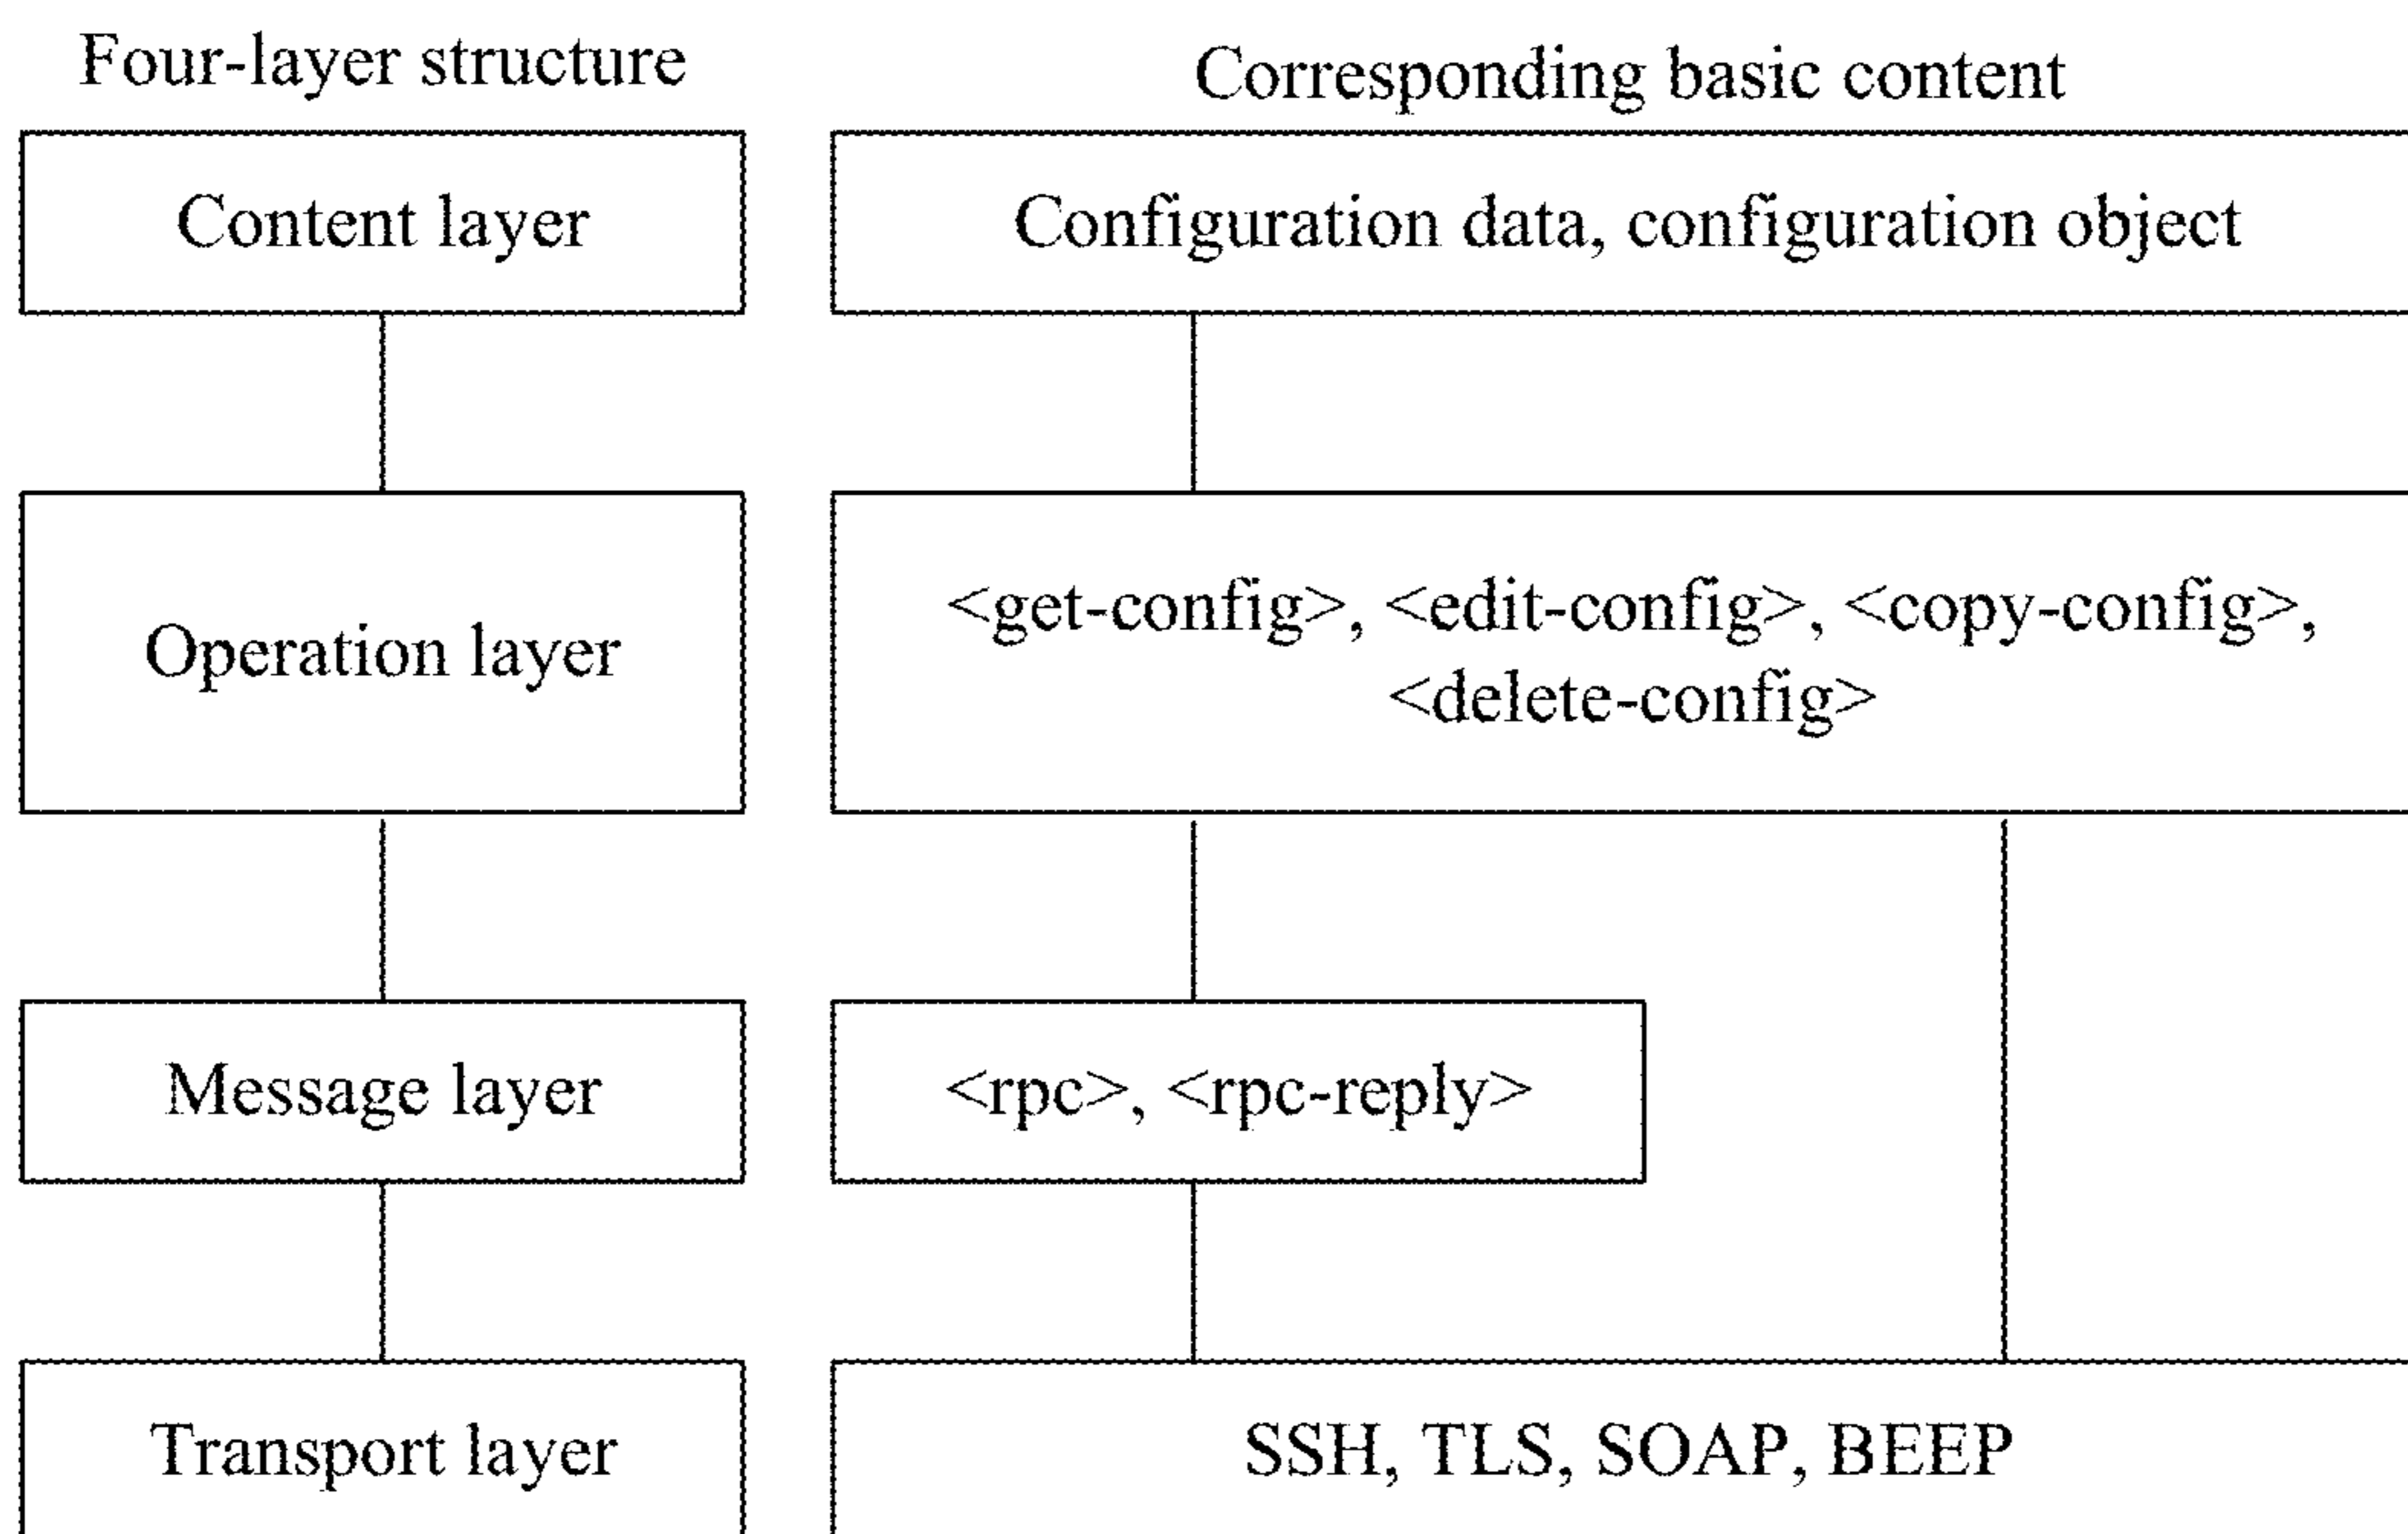 Four-layer structure
Corresponding basic content
Content layer
Configuration data, configuration object
Operation layer
<get-config>, <edit-config>, <copy-config>,
<delete-config>
Message layer
<rpc>, <rpc-reply>
Transport layer
SSH, TLS, SOAP, BEEP